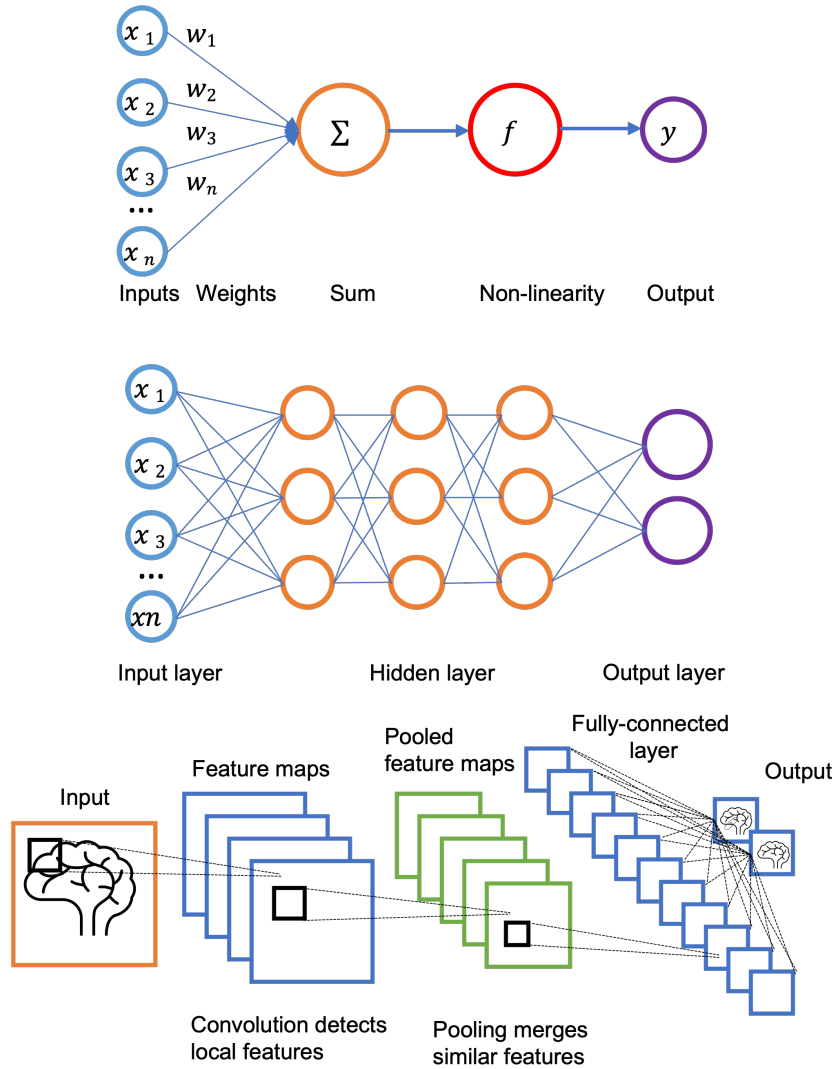 x 1
w1
x 2
w2
w3
x 3
wn
...
x n
∑
f
y
Inputs
Weights
Sum
Non-linearity
Output
x 1
x 2
x 3
...
xn
Input layer
Hidden layer
Output layer
Input
Feature maps
Pooled
feature maps
Fully-connected
layer
Output
Convolution detects
local features
Pooling merges
similar features